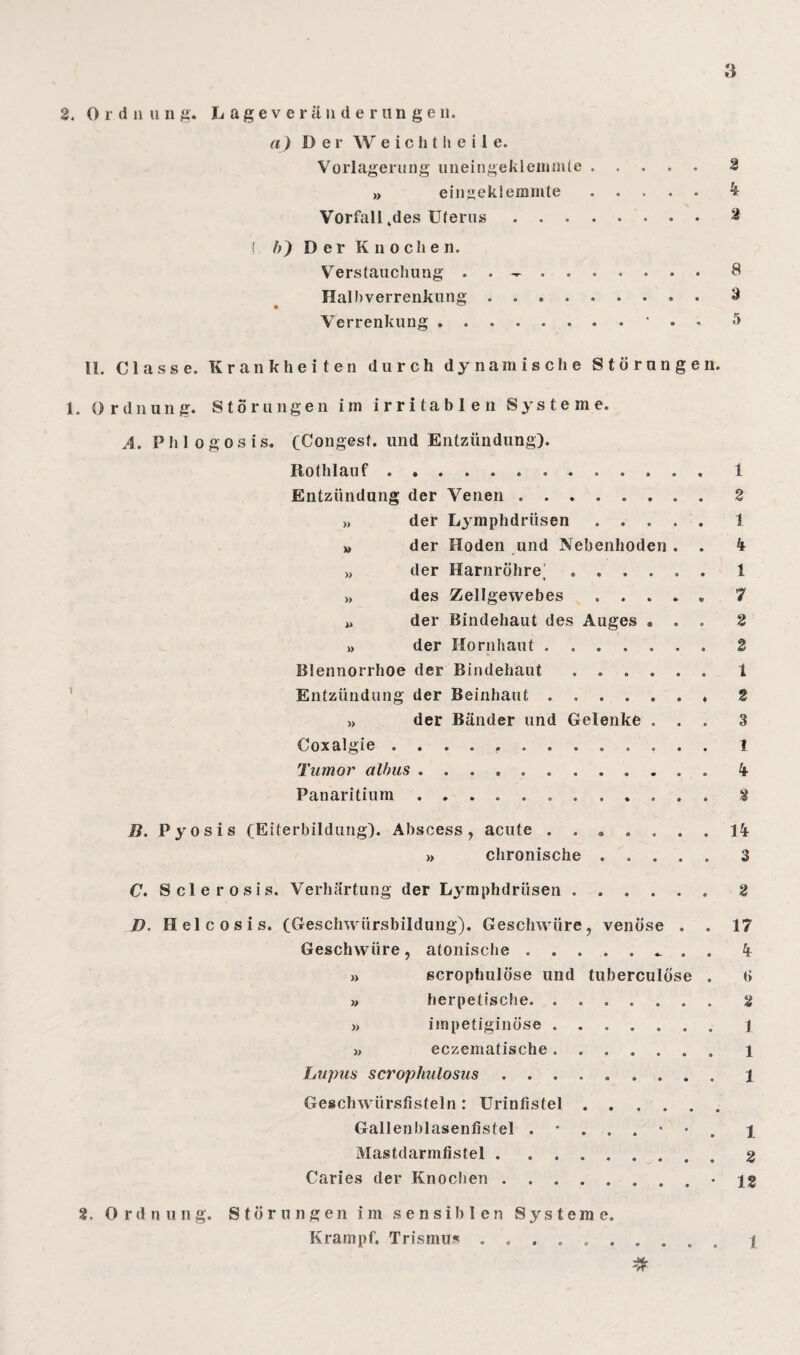 3
2. Ordnung. Lageveränderungen.
a) Der Weichtheile.
Vorlagerung uneingeklemmte . . . . . 2
» eingeklemmte . . . . . 4
Vorfall des Uterus . . . . . . . . 2
b) Der Knochen.
Verstauchung . . . . . . . . . . 8
Halbverrenkung . . . . . . . . . 3
Verrenkung . . . . . . . . . . . 5
II. Classe. Krankheiten durch dynamische Störungen.
1. Ordnung. Störungen im irritablen Systeme.
A. Phlogosis. (Congest. und Entzündung).
Rothlauf . . . . . . . . . . . . . 1
Entzündung der Venen . . . . . . . . 2
» der Lymphdrüsen . . . . . 1
» der Hoden und Nebenhoden . . 4
» der Harnröhre . . . . . . 1
» des Zellgewebes . . . . . 7
» der Bindehaut des Auges . . . 2
» der Hornhaut . . . . . . . 2
Blennorrhoe der Bindehaut . . . . . . 1
Entzündung der Beinhaut . . . . . . . 2
» der Bänder und Gelenke . . . 3
Coxalgie . . . . . . . . . . . . . 1
Tumor albus . . . . . . . . . . . . 4
Panaritium . . . . . . . . . . . . 2
B. Pyosis (Eiterbildung). Abscess, acute . . . . . . . 14
» chronische . . . . . 3
C. Sclerosis. Verhärtung der Lymphdrüsen . . . . . . 2
D. Helcosis. (Geschwürsbildung). Geschwüre, venöse . . 17
Geschwüre, atonische . . . . . . . . 4
» scrophulöse und tuberculöse . 6
» herpetische. . . . . . . . 2
» impetiginöse . . . . . . . 1
» eczematische . . . . . . . 1
Lupus scrophulosus . . . . . . . . . 1
Geschwürsfisteln: Urinfistel . . . . . .
Gallenblasenfistel . . . . . . . . 1
Mastdarmfistel . . . . . . . . . 2
Caries der Knochen . . . . . . . . . 12
2. Ordnung. Störungen im sensiblen Systeme.
Krampf. Trismus . . . . . . . . . . 1
*